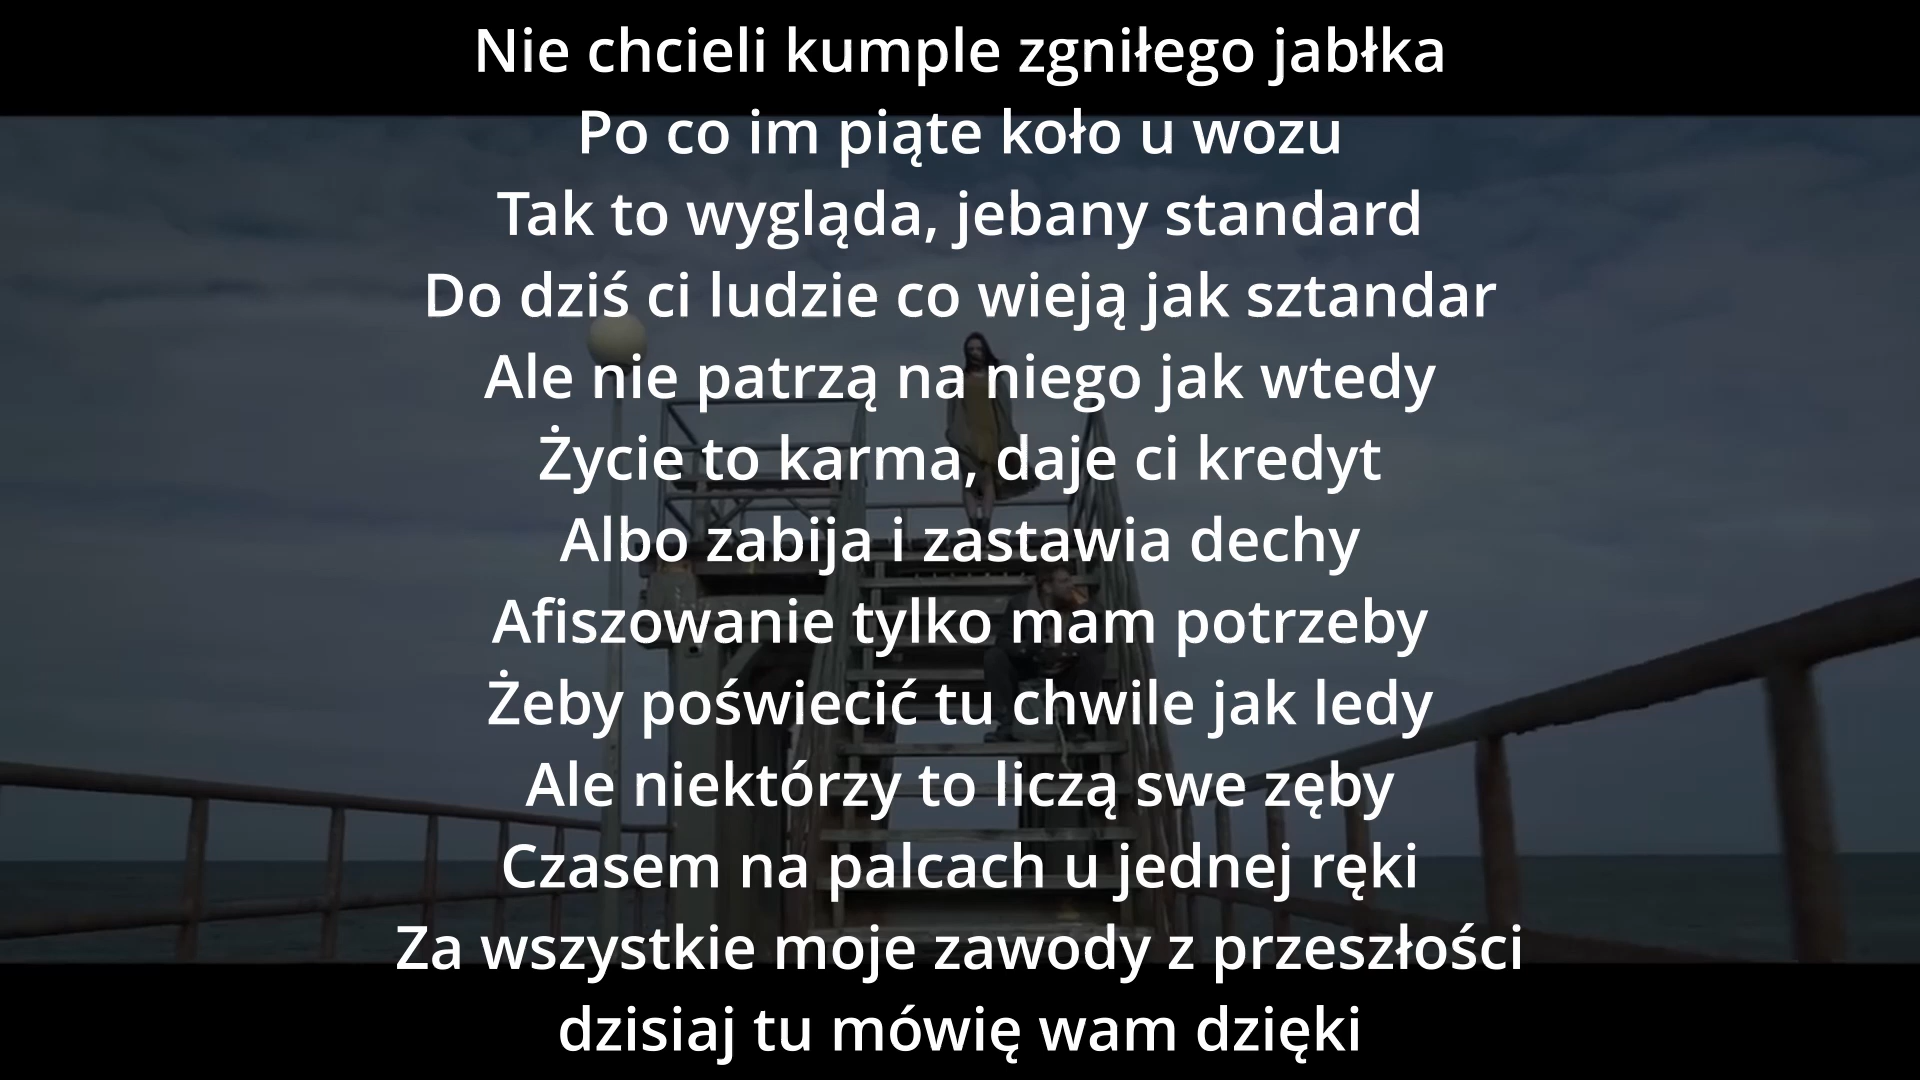 Nie chcieli kumple zgniłego jabłka
Po co im piąte koło u wozu
Tak to wygląda, jebany standard
Do dziś ci ludzie co wieją jak sztandar
Ale nie patrzą na niego jak wtedy
Życie to karma, daje ci kredyt
Albo zabija i zastawia dechy
Afiszowanie tylko mam potrzeby
Żeby poświecić tu chwile jak ledy
Ale niektórzy to liczą swe zęby
Czasem na palcach u jednej ręki
Za wszystkie moje zawody z przeszłości
dzisiaj tu mówię wam dzięki